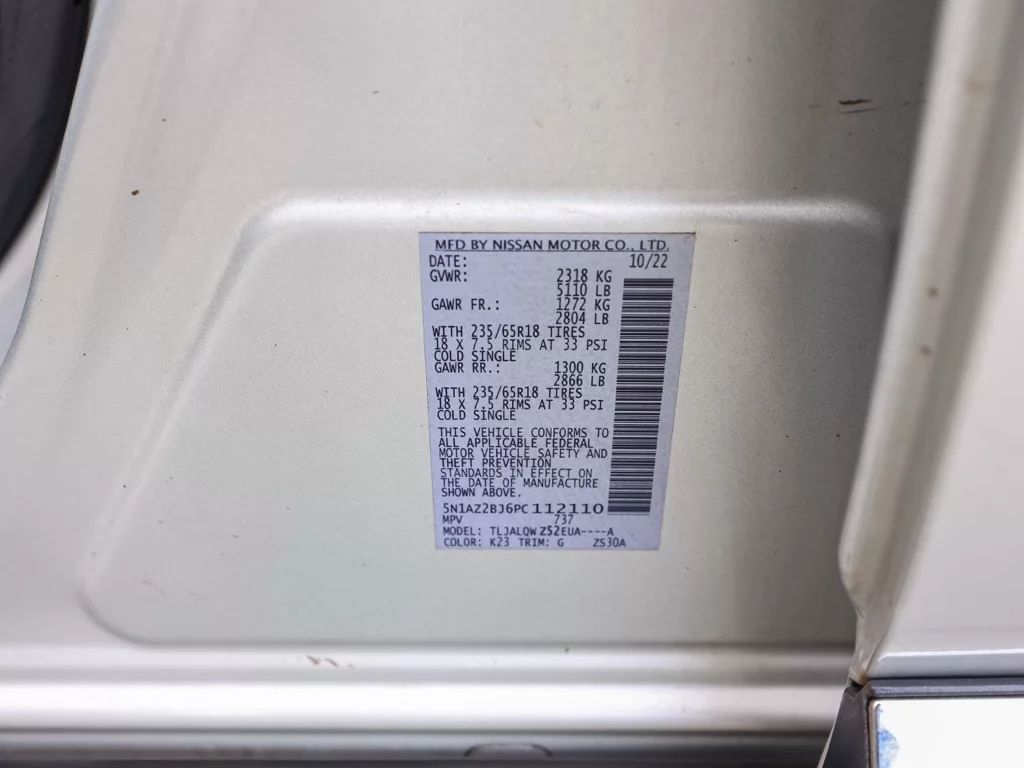 MFD BY NISSAN MOTOR CO., LTD.
DATE: 10/22
GVWR: 2318 KG
5110 LB
GAWR FR.: 1272 KG
2804 LB
WITH 235/65R18 TIRES
18 X 7.5 RIMS AT 33 PSI
COLD SINGLE
GAWR RR.: 1300 KG
2866 LB
WITH 235/65R18 TIRES
18 X 7.5 RIMS AT 33 PSI
COLD SINGLE
THIS VEHICLE CONFORMS TO
ALL APPLICABLE FEDERAL
MOTOR VEHICLE SAFETY AND
THEFT PREVENTION
STANDARDS IN EFFECT ON
THE DATE OF MANUFACTURE
SHOWN ABOVE.
5N1AZ2BJ6PC112110
MPV 737
MODEL: TLJALQWZ52EUA----A
COLOR: K23 TRIM: G ZS30A